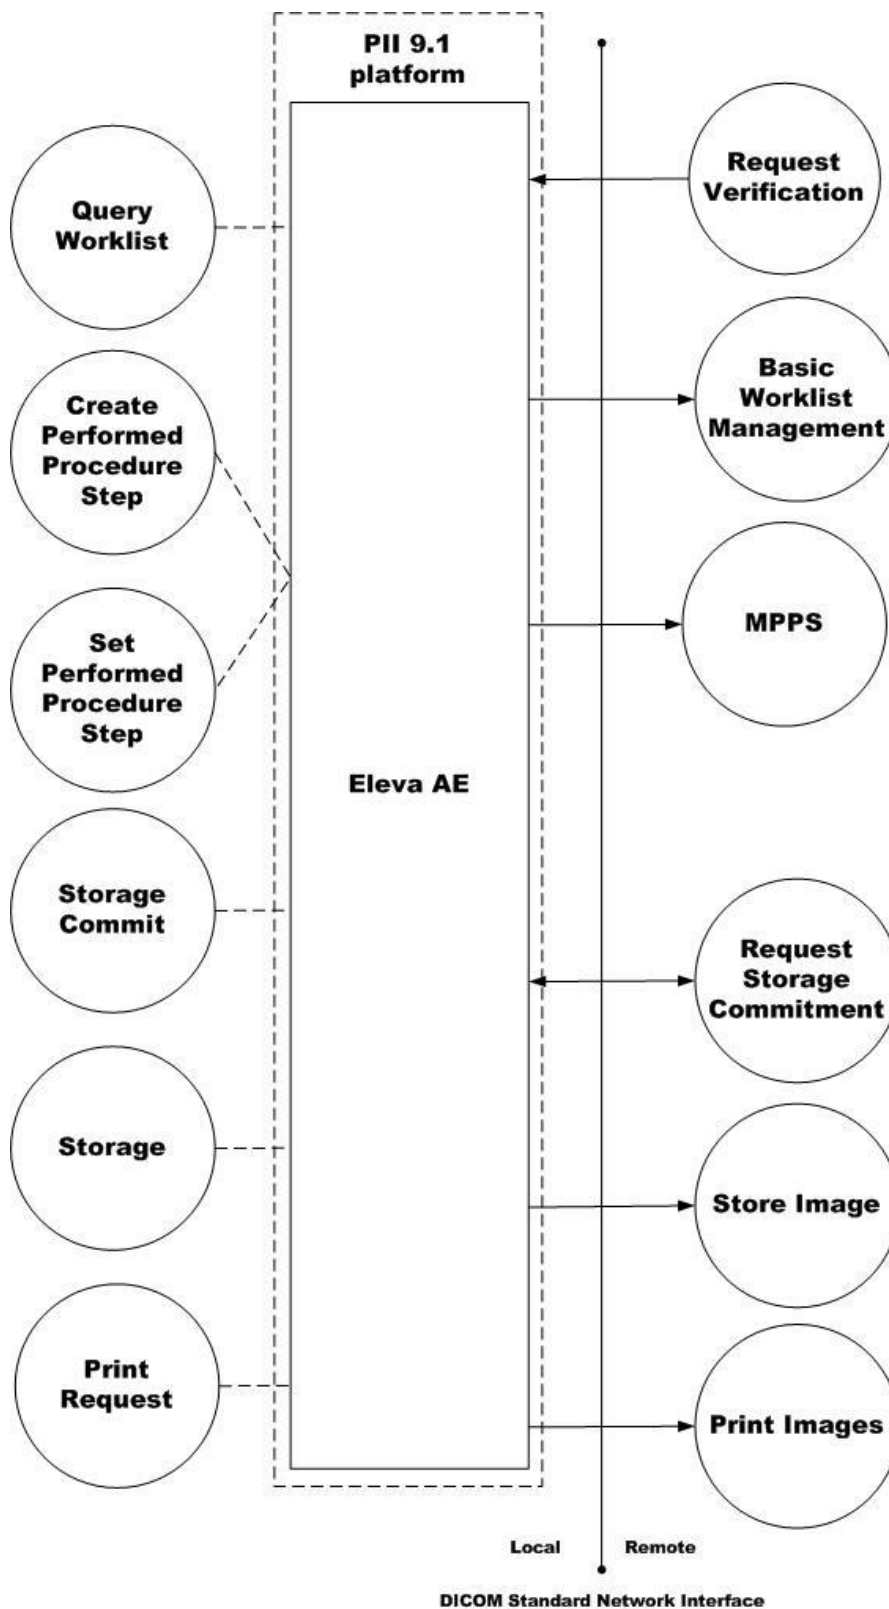 PII 9.1
platform
Query
Worklist
Create
Performed
Procedure
Step
Set
Performed
Procedure
Step
Storage
Commit
Storage
Print
Request
Eleva AE
Request
Verification
Basic
Worklist
Management
MPPS
Request
Storage
Commitment
Store Image
Print Images
Local
Remote
DICOM Standard Network Interface